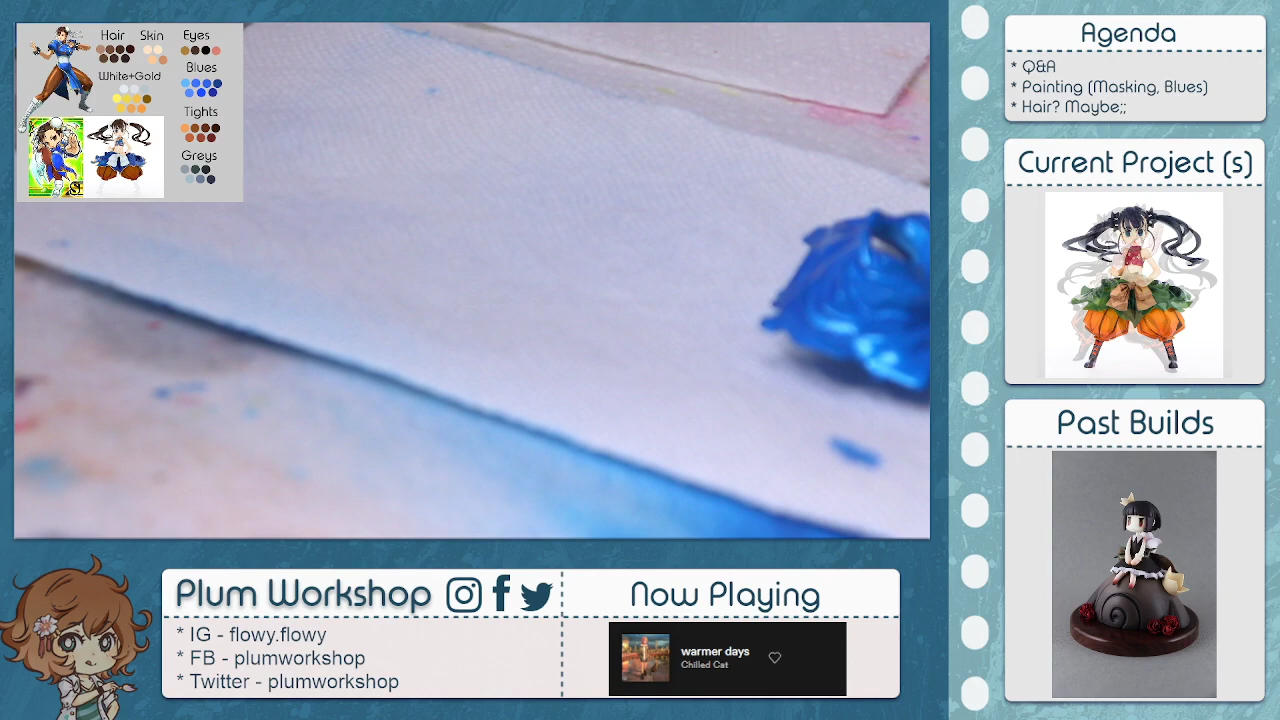 Hair Skin Eyes
White+Gold
Blues
Tights
Greys
Agenda
* Q&A
* Painting (Masking, Blues)
* Hair? Maybe;;
Current Project (s)
Past Builds
Plum Workshop
* IG - flowy.flowy
* FB - plumworkshop
* Twitter - plumworkshop
Now Playing
warmer days
Chilled Cat